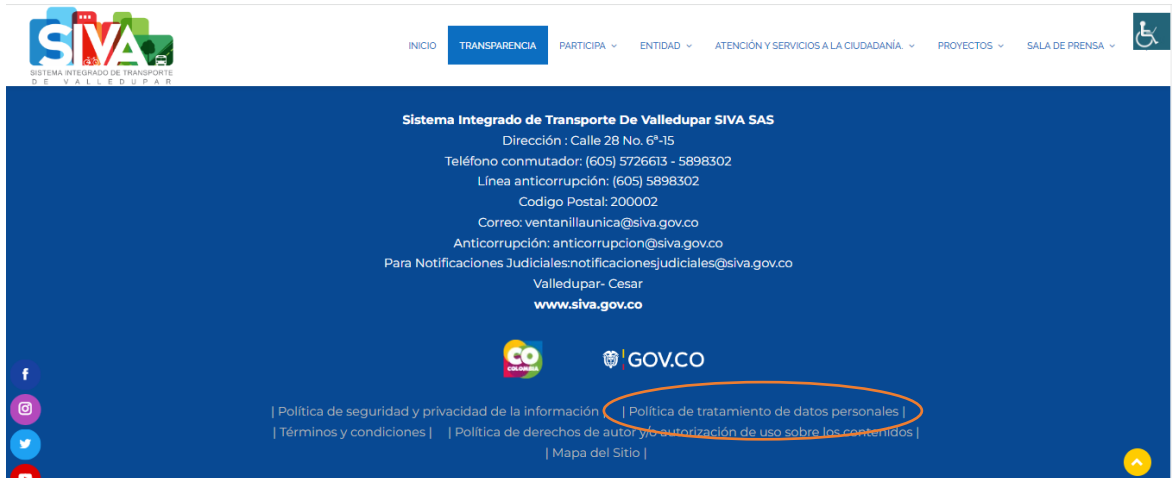 SIVA
SISTEMA INTEGRADO DE TRANSPORTE
DE VALLEDUPAR
INICIO TRANSPARENCIA PARTICIPA ENTIDAD ATENCIÓN Y SERVICIOS A LA CIUDADANÍA. PROYECTOS SALA DE PRENSA
Sistema Integrado de Transporte De Valledupar SIVA SAS
Dirección : Calle 28 No. 6ª-15
Teléfono conmutador: (605) 5726613 - 5898302
Línea anticorrupción: (605) 5898302
Codigo Postal: 200002
Correo: ventanillaunica@siva.gov.co
Anticorrupción: anticorrupcion@siva.gov.co
Para Notificaciones Judiciales:notificacionesjudiciales@siva.gov.co
Valledupar- Cesar
www.siva.gov.co
CO
COLOMBIA
GOV.CO
| Política de seguridad y privacidad de la información | | Política de tratamiento de datos personales |
| Términos y condiciones | | Política de derechos de autor y/o autorización de uso sobre los contenidos |
| Mapa del Sitio |